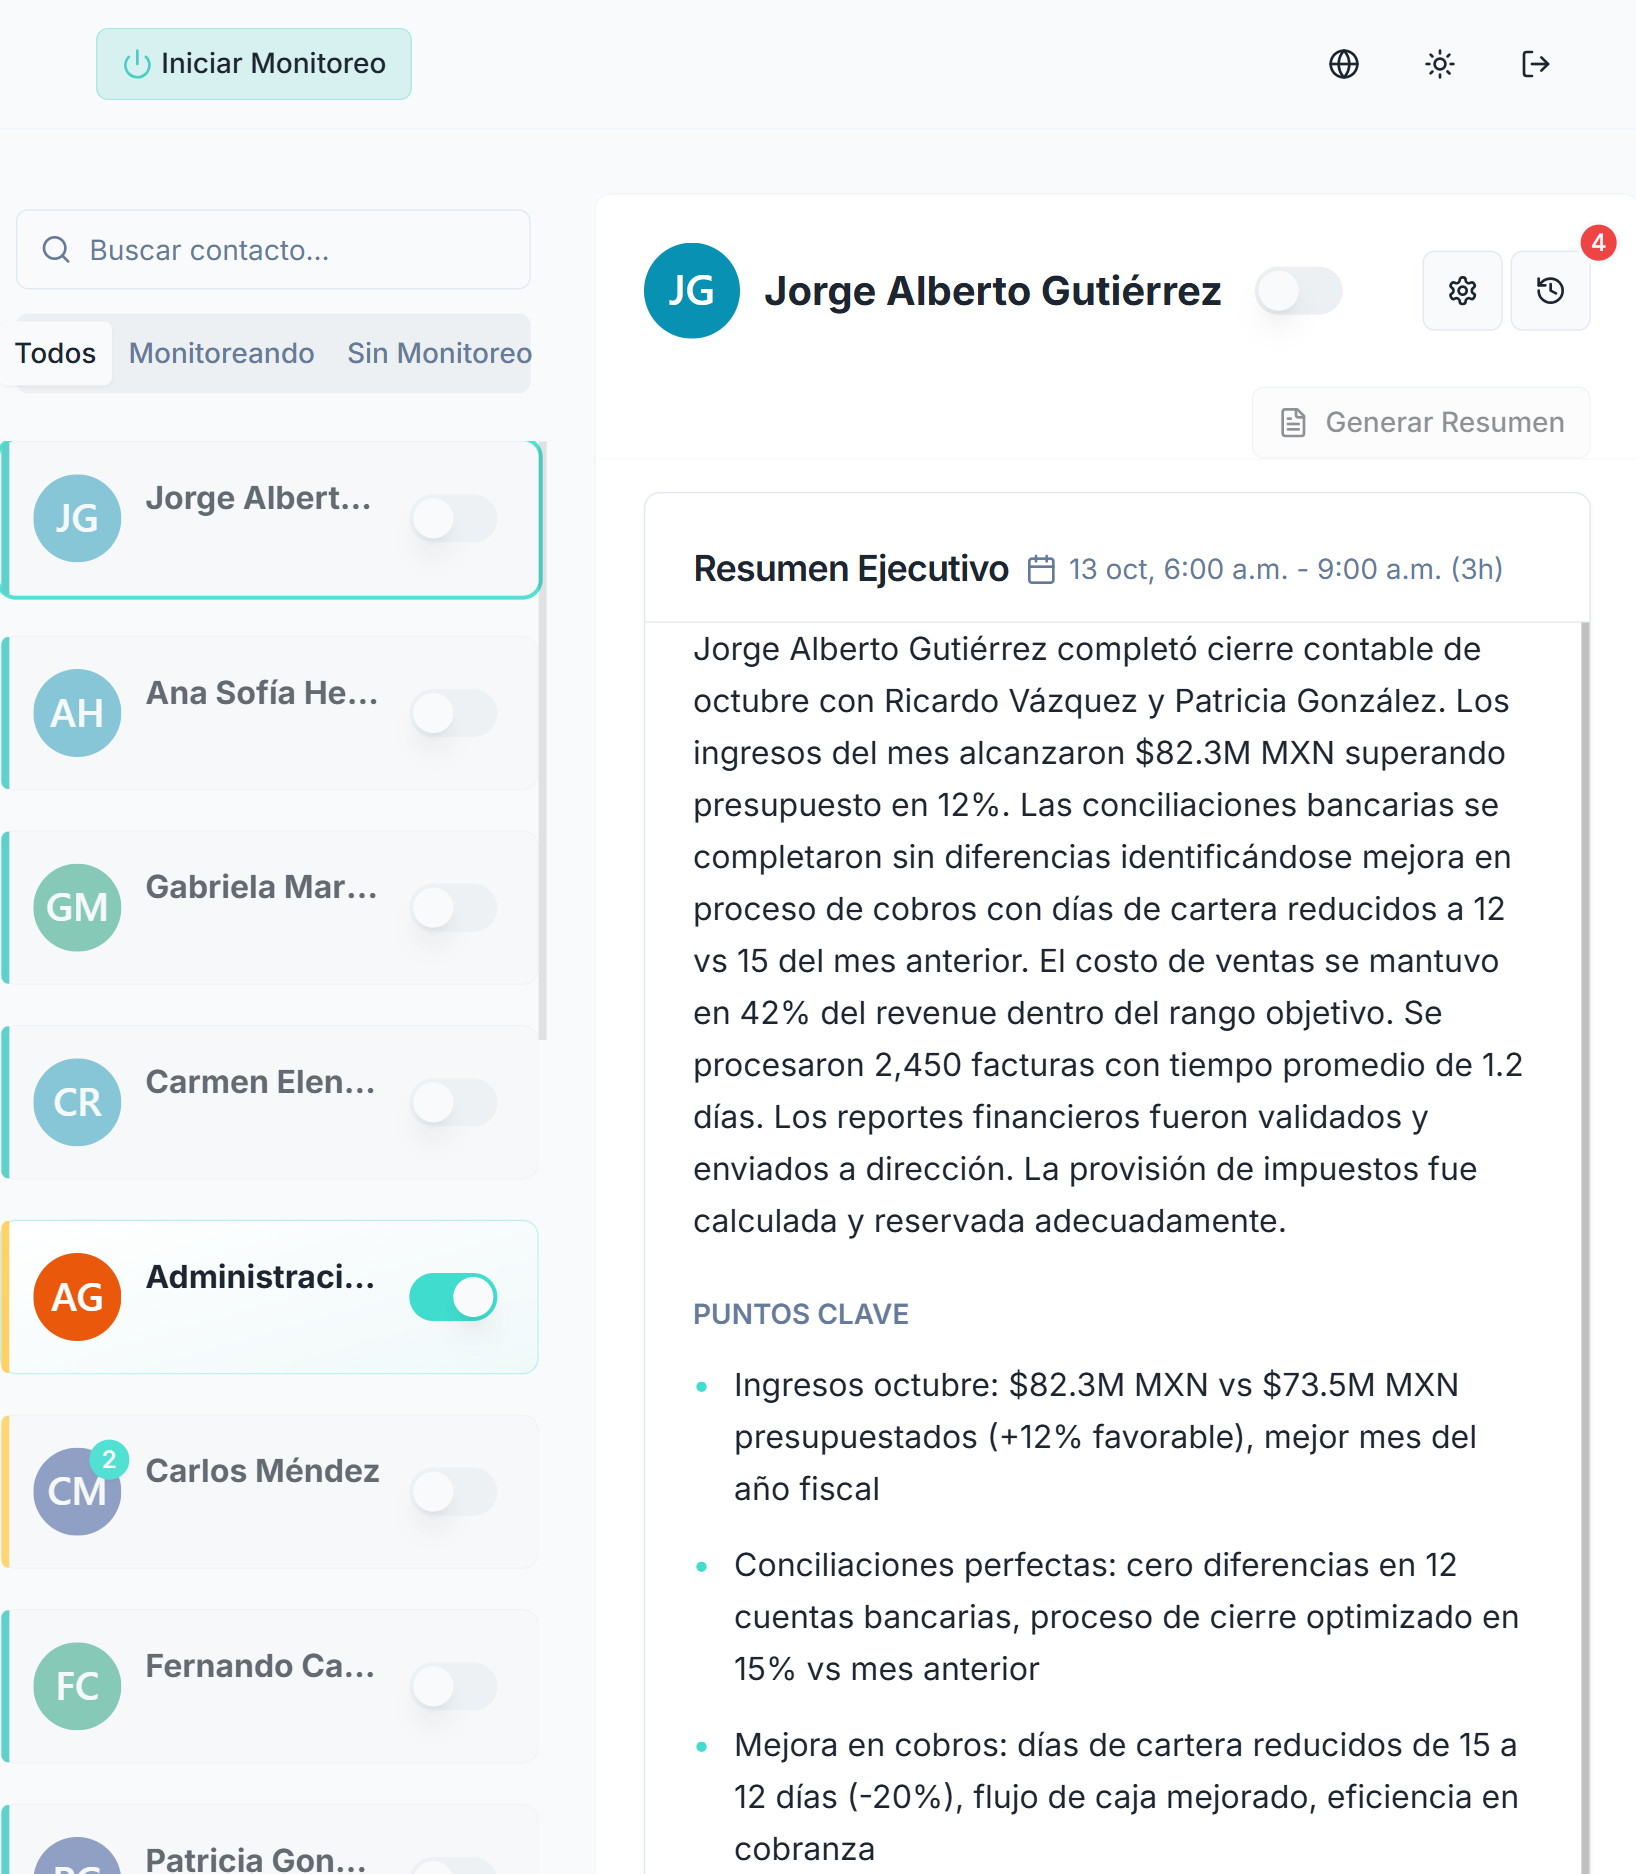 Iniciar Monitoreo
Buscar contacto...
Todos Monitoreando Sin Monitoreo
JG Jorge Albert...
AH Ana Sofía He...
GM Gabriela Mar...
CR Carmen Elen...
AG Administraci...
2
CM Carlos Méndez
FC Fernando Ca...
Patricia Gon...
4
JG Jorge Alberto Gutiérrez
Generar Resumen
Resumen Ejecutivo 13 oct, 6:00 a.m. - 9:00 a.m. (3h)
Jorge Alberto Gutiérrez completó cierre contable de
octubre con Ricardo Vázquez y Patricia González. Los
ingresos del mes alcanzaron $82.3M MXN superando
presupuesto en 12%. Las conciliaciones bancarias se
completaron sin diferencias identificándose mejora en
proceso de cobros con días de cartera reducidos a 12
vs 15 del mes anterior. El costo de ventas se mantuvo
en 42% del revenue dentro del rango objetivo. Se
procesaron 2,450 facturas con tiempo promedio de 1.2
días. Los reportes financieros fueron validados y
enviados a dirección. La provisión de impuestos fue
calculada y reservada adecuadamente.
PUNTOS CLAVE
• Ingresos octubre: $82.3M MXN vs $73.5M MXN
presupuestados (+12% favorable), mejor mes del
año fiscal
• Conciliaciones perfectas: cero diferencias en 12
cuentas bancarias, proceso de cierre optimizado en
15% vs mes anterior
• Mejora en cobros: días de cartera reducidos de 15 a
12 días (-20%), flujo de caja mejorado, eficiencia en
cobranza